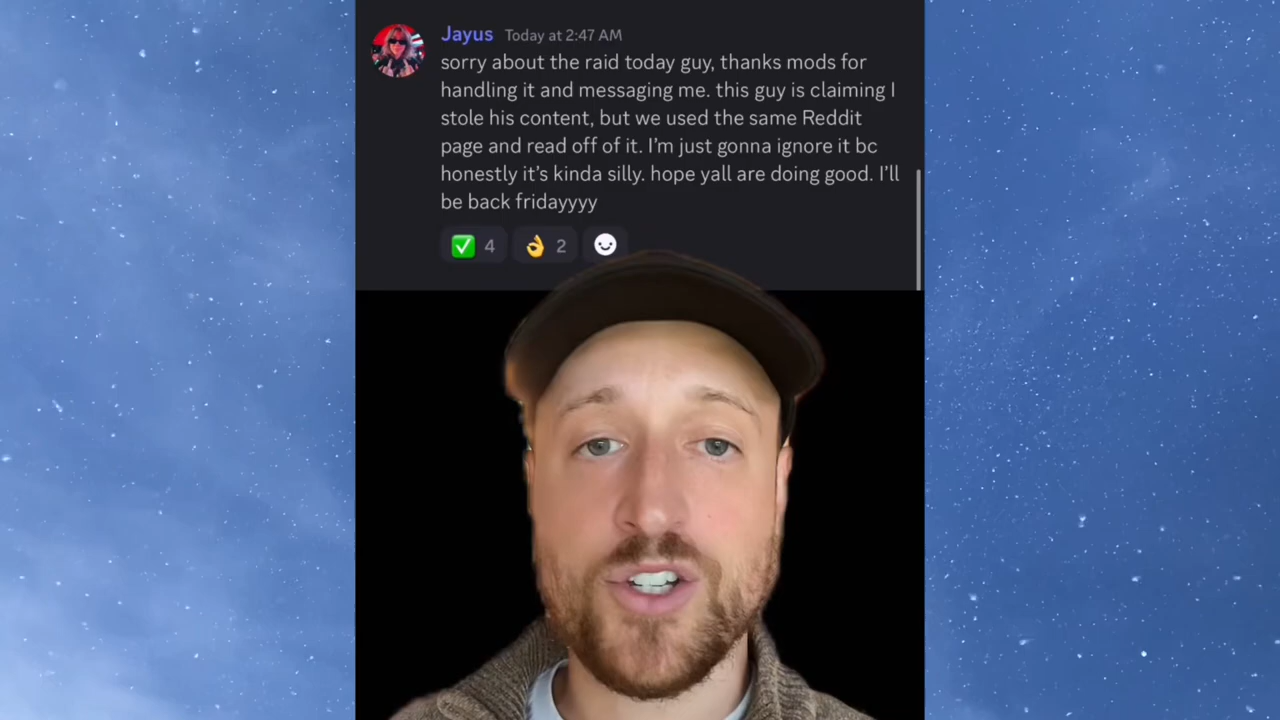 Jayus Today at 2:47 AM
sorry about the raid today guy, thanks mods for
handling it and messaging me. this guy is claiming I
stole his content, but we used the same Reddit
page and read off of it. I’m just gonna ignore it bc
honestly it’s kinda silly. hope yall are doing good. I’ll
be back fridayyyy
4 2